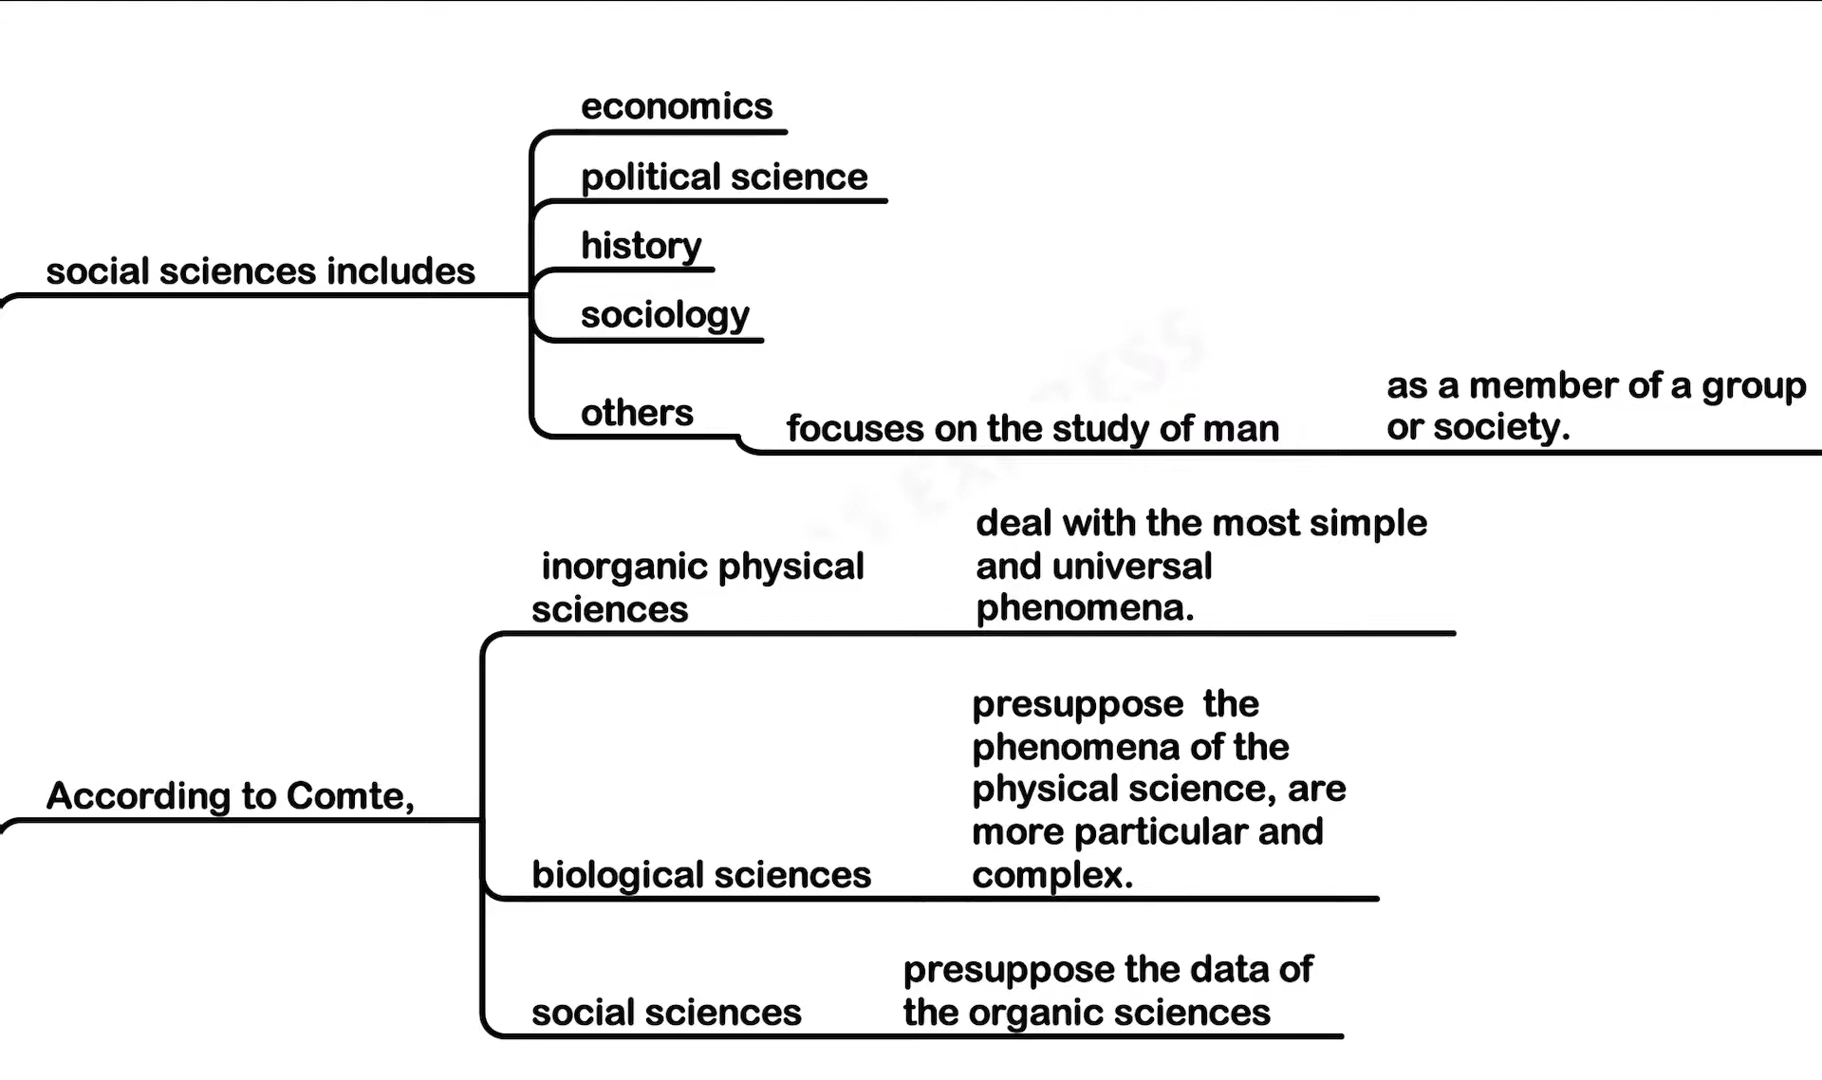 economics
political science
history
social sciences includes
sociology
others
focuses on the study of man
as a member of a group
or society.
inorganic physical
sciences
deal with the most simple
and universal
phenomena.
According to Comte,
biological sciences
presuppose  the
phenomena of the
physical science, are
more particular and
complex.
social sciences
presuppose the data of
the organic sciences